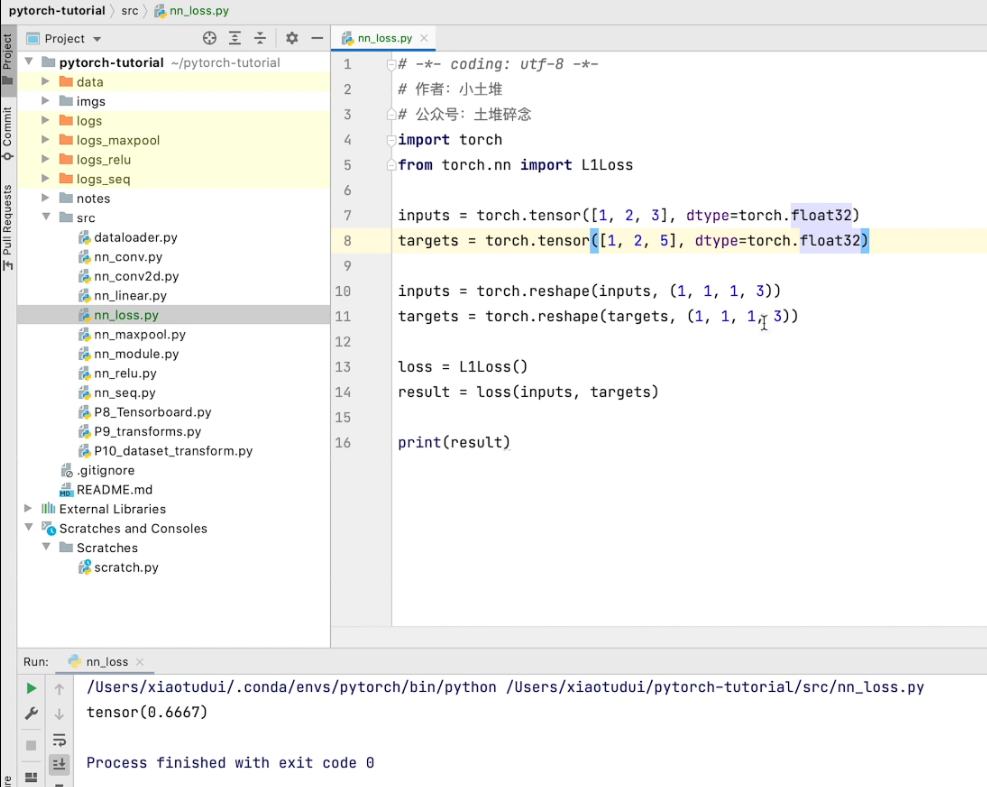 pytorch-tutorial src nn_loss.py
Project
nn_loss.py
Project
Commit
Pull Requests
pytorch-tutorial ~/pytorch-tutorial
data
imgs
logs
logs_maxpool
logs_relu
logs_seq
notes
src
dataloader.py
nn_conv.py
nn_conv2d.py
nn_linear.py
nn_loss.py
nn_maxpool.py
nn_module.py
nn_relu.py
nn_seq.py
P8_Tensorboard.py
P9_transforms.py
P10_dataset_transform.py
.gitignore
README.md
External Libraries
Scratches and Consoles
Scratches
scratch.py
1 # -*- coding: utf-8 -*-
2 # 作者：小土堆
3 # 公众号：土堆碎念
4 import torch
5 from torch.nn import L1Loss
6
7 inputs = torch.tensor([1, 2, 3], dtype=torch.float32)
8 targets = torch.tensor([1, 2, 5], dtype=torch.float32)
9
10 inputs = torch.reshape(inputs, (1, 1, 1, 3))
11 targets = torch.reshape(targets, (1, 1, 1, 3))
12
13 loss = L1Loss()
14 result = loss(inputs, targets)
15
16 print(result)
Run: nn_loss
/Users/xiaotudui/.conda/envs/pytorch/bin/python /Users/xiaotudui/pytorch-tutorial/src/nn_loss.py
tensor(0.6667)
Process finished with exit code 0